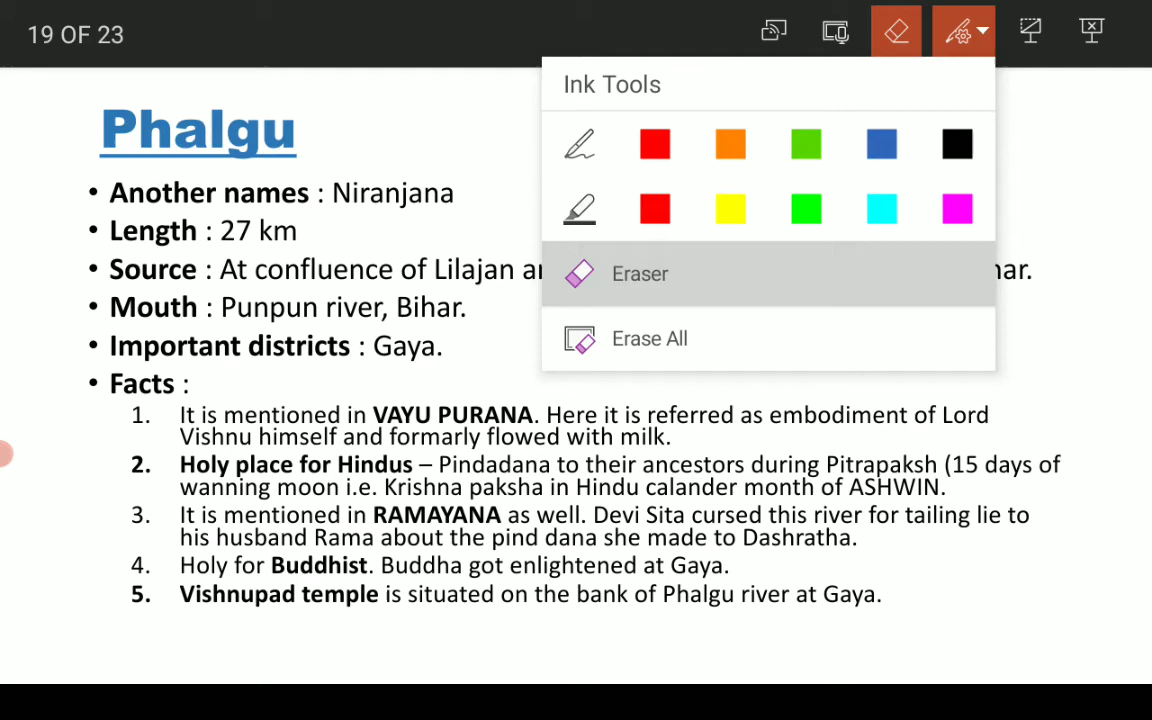 19 OF 23
Ink Tools
Eraser
Erase All
Phalgu
• Another names : Niranjana
• Length : 27 km
• Source : At confluence of Lilajan
• Mouth : Punpun river, Bihar.
• Important districts : Gaya.
• Facts :
1. It is mentioned in VAYU PURANA. Here it is referred as embodiment of Lord
Vishnu himself and formarly flowed with milk.
2. Holy place for Hindus – Pindadana to their ancestors during Pitrapaksh (15 days of
wanning moon i.e. Krishna paksha in Hindu calander month of ASHWIN.
3. It is mentioned in RAMAYANA as well. Devi Sita cursed this river for tailing lie to
his husband Rama about the pind dana she made to Dashratha.
4. Holy for Buddhist. Buddha got enlightened at Gaya.
5. Vishnupad temple is situated on the bank of Phalgu river at Gaya.